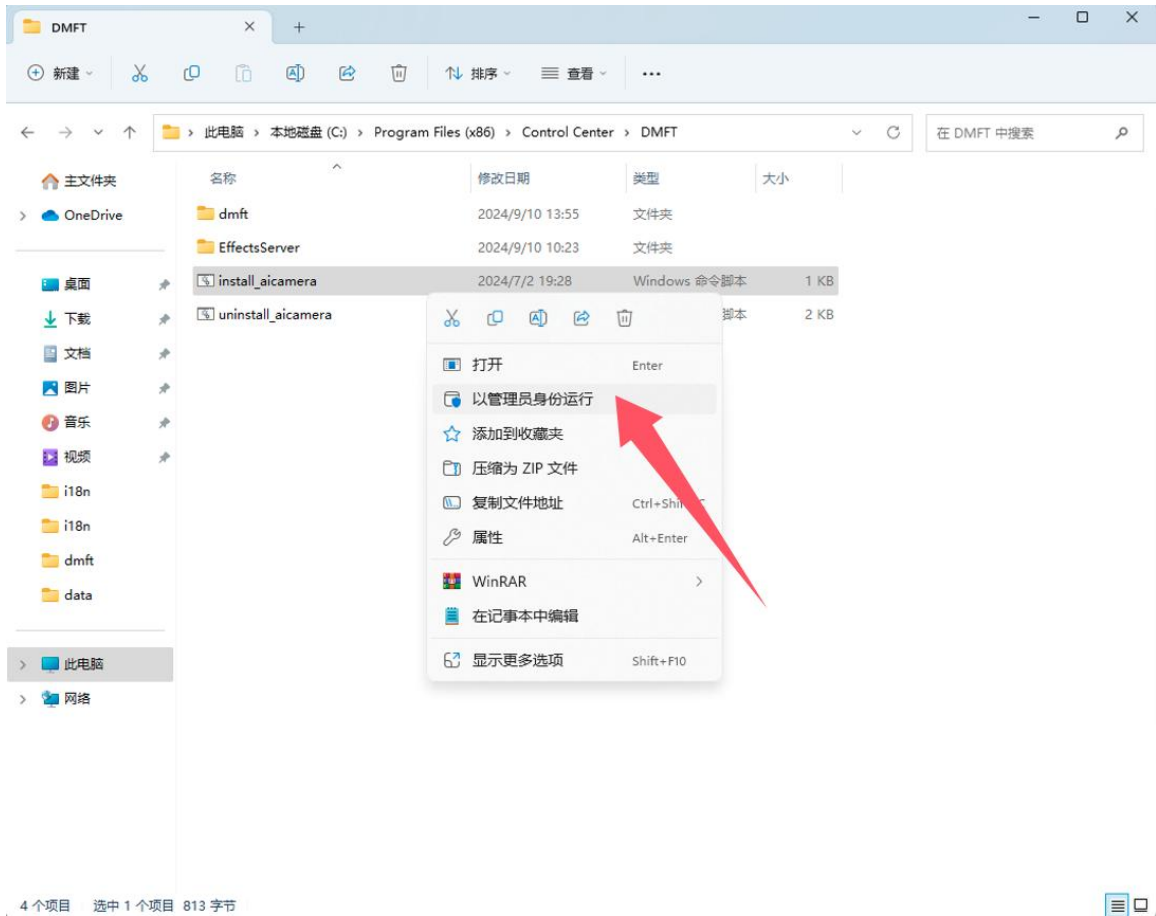 DMFT
新建
排序
查看
此电脑 > 本地磁盘 (C:) > Program Files (x86) > Control Center > DMFT
在 DMFT 中搜索
主文件夹
OneDrive
桌面
下载
文档
图片
音乐
视频
i18n
i18n
dmft
data
此电脑
网络
名称 修改日期 类型 大小
dmft 2024/9/10 13:55 文件夹
EffectsServer 2024/9/10 10:23 文件夹
install_aicamera 2024/7/2 19:28 Windows 命令脚本 1 KB
uninstall_aicamera 脚本 2 KB
打开 Enter
以管理员身份运行
添加到收藏夹
压缩为 ZIP 文件
复制文件地址 Ctrl+Shi
属性 Alt+Enter
WinRAR
在记事本中编辑
显示更多选项 Shift+F10
4 个项目 选中 1 个项目 813 字节